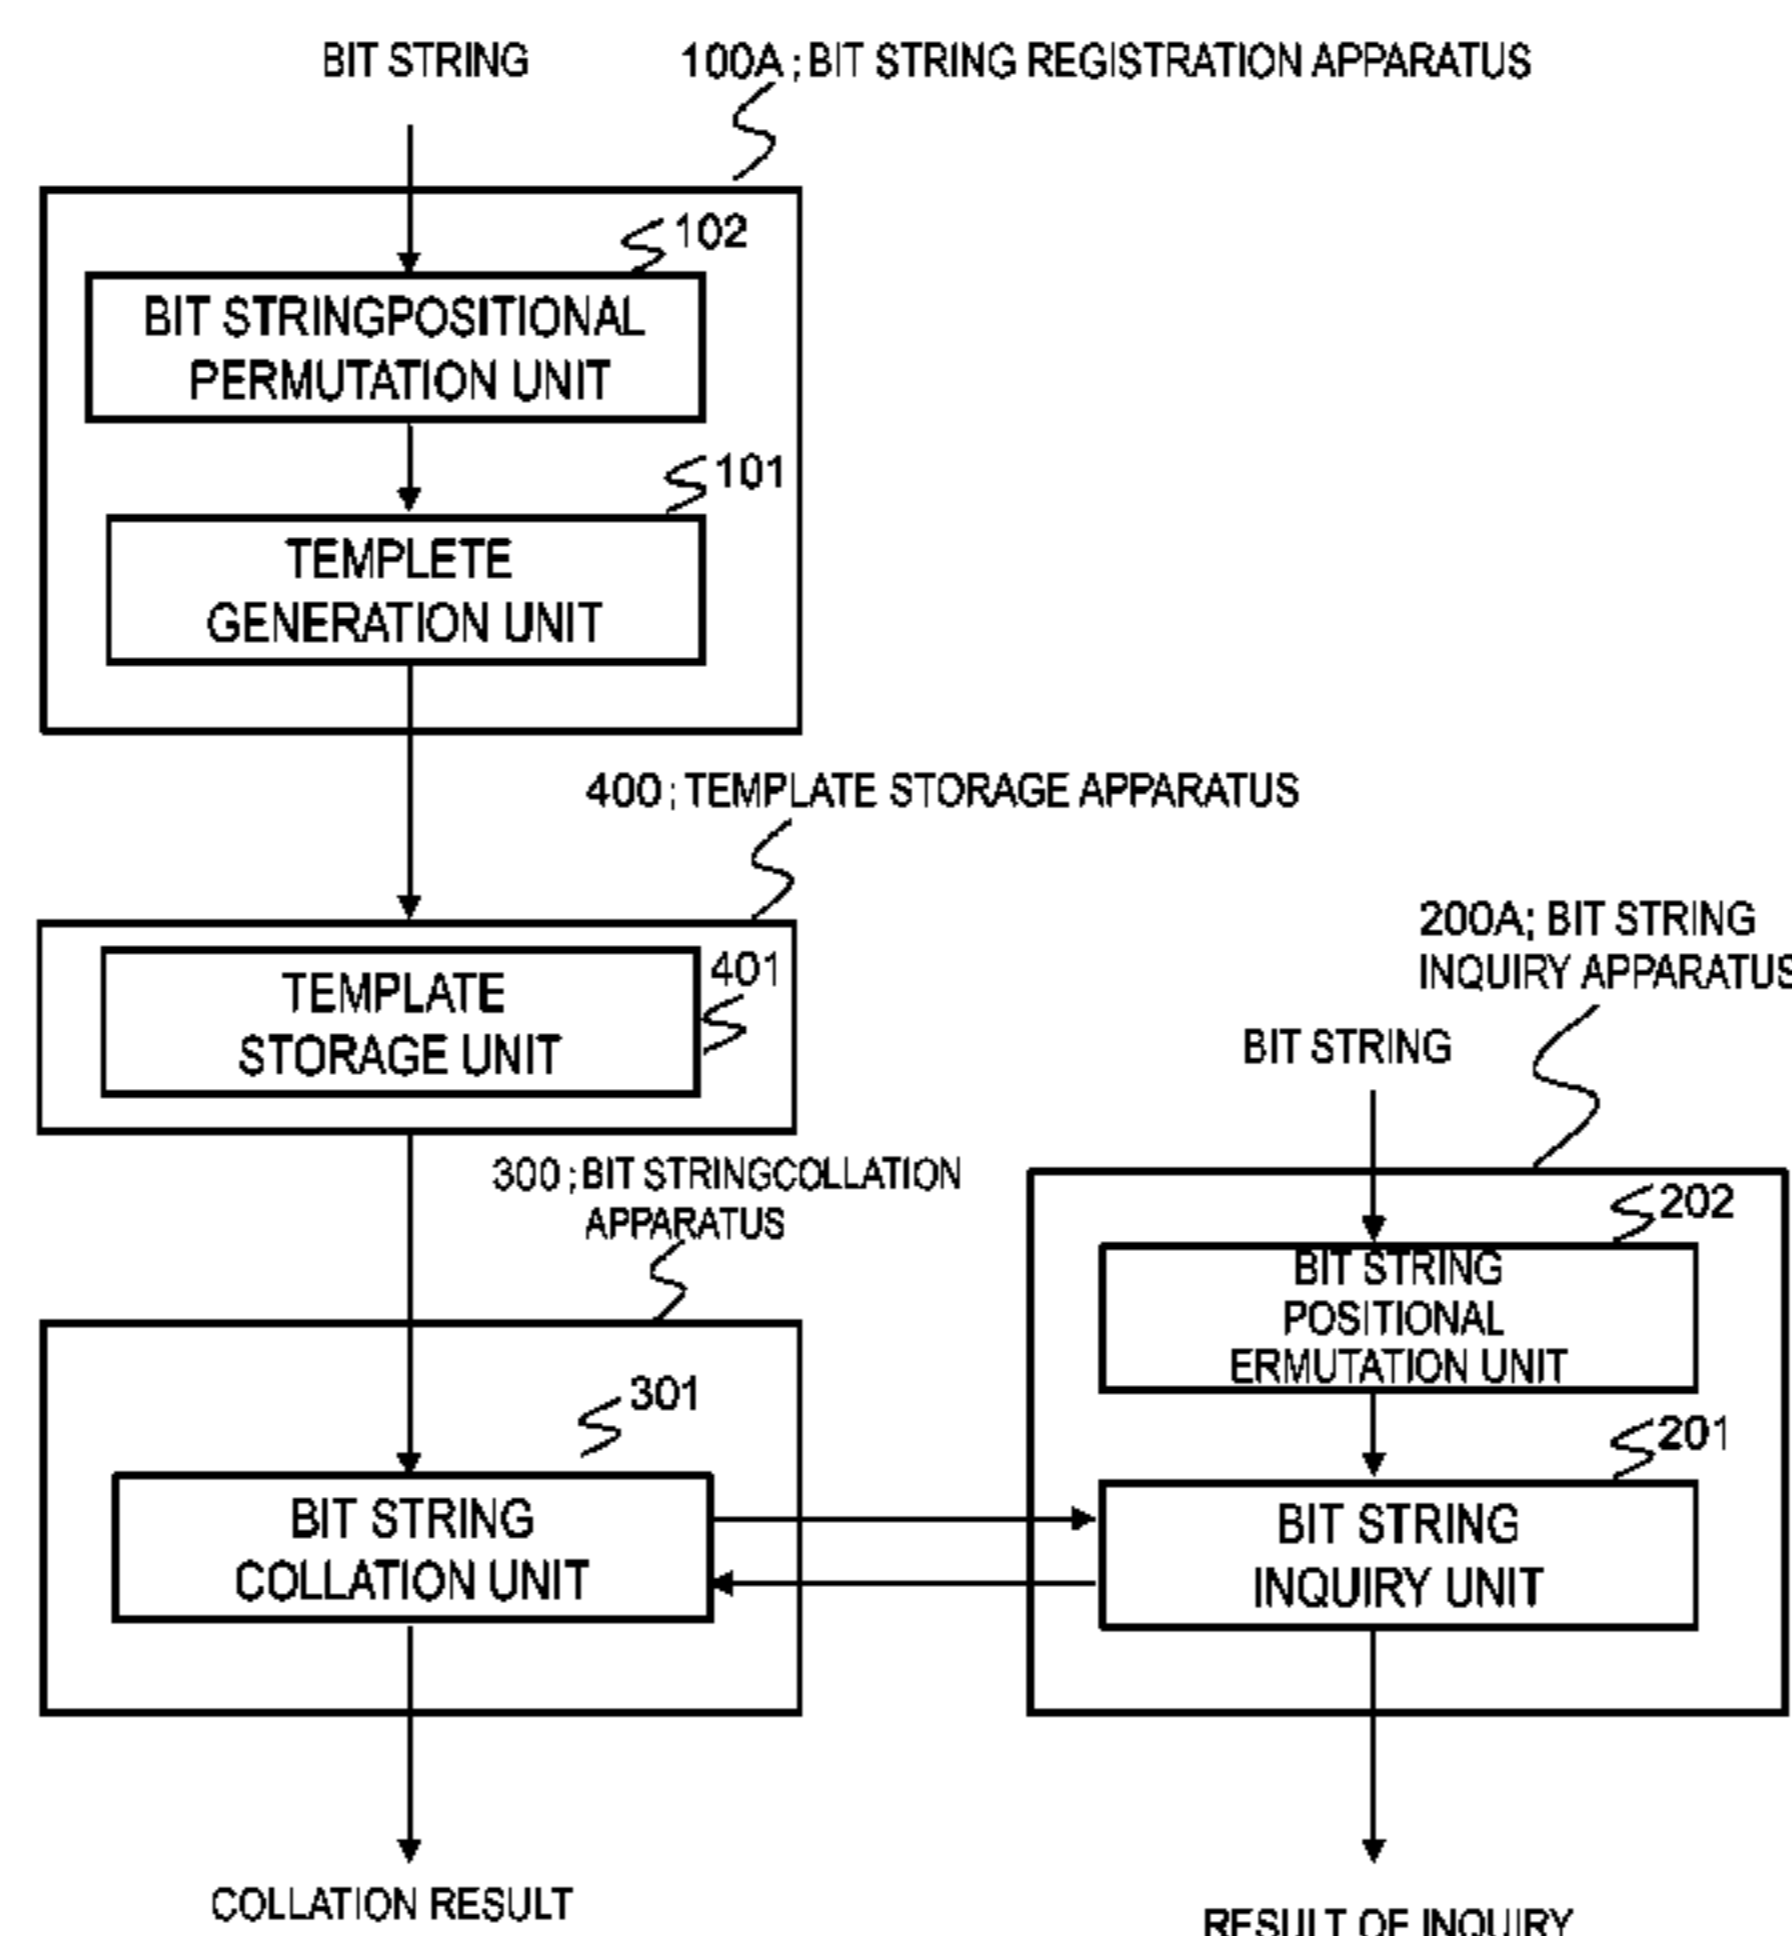 BIT STRING
100A ; BIT STRING REGISTRATION APPARATUS
102
BIT STRINGPOSITIONAL
PERMUTATION UNIT
101
TEMPLETE
GENERATION UNIT
400 ; TEMPLATE STORAGE APPARATUS
401
TEMPLATE
STORAGE UNIT
200A; BIT STRING
INQUIRY APPARATUS
BIT STRING
300 ; BIT STRINGCOLLATION
APPARATUS
202
BIT STRING
POSITIONAL
ERMUTATION UNIT
301
BIT STRING
COLLATION UNIT
201
BIT STRING
INQUIRY UNIT
COLLATION RESULT
RESULT OF INQUIRY